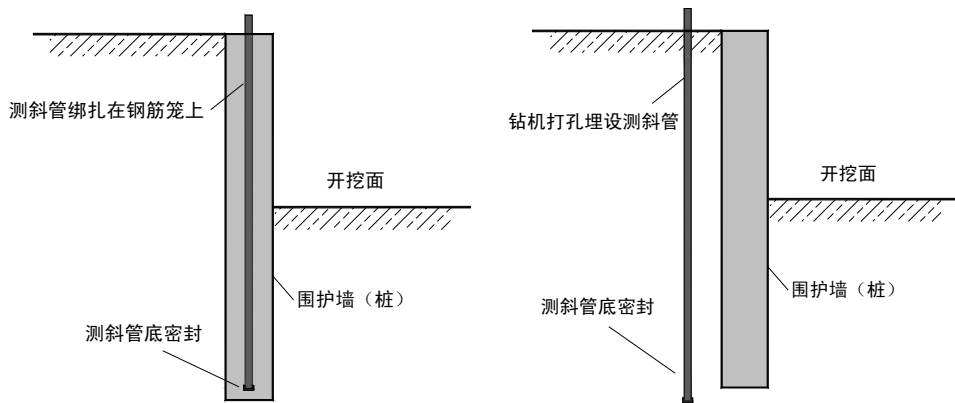 测斜管绑扎在钢筋笼上
开挖面
围护墙（桩）
测斜管底密封
钻机打孔埋设测斜管
开挖面
围护墙（桩）
测斜管底密封